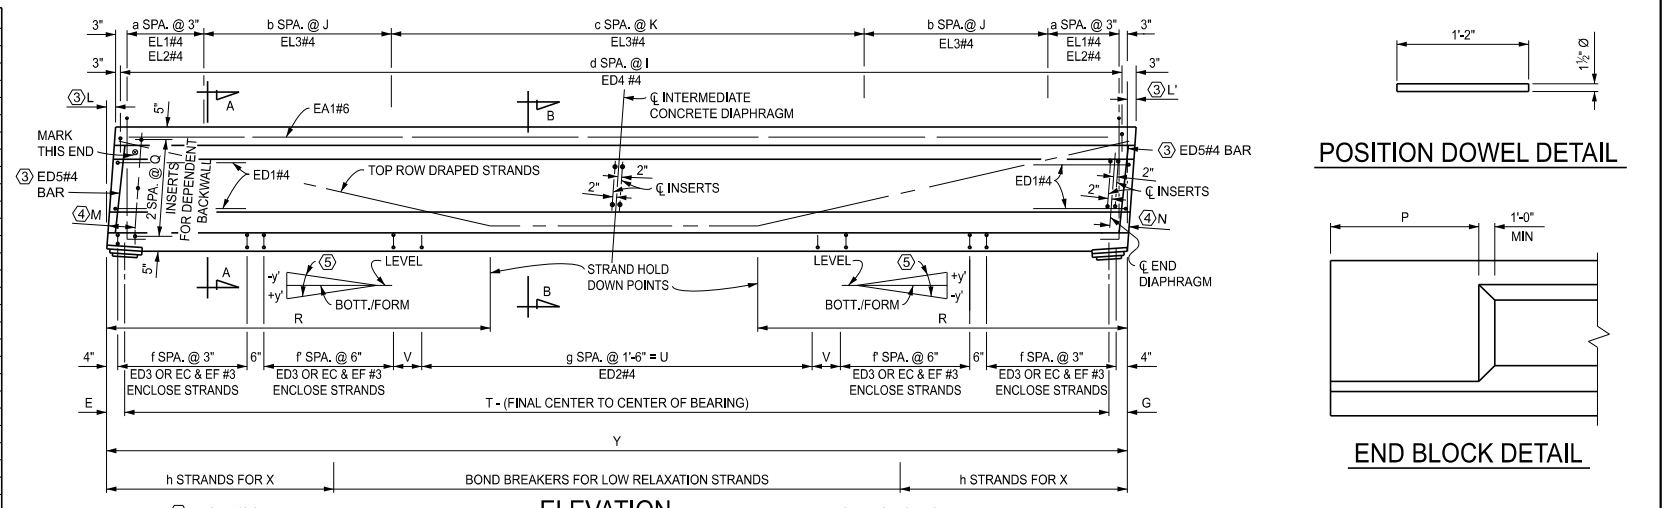 3" a SPA. @ 3" b SPA. @ J c SPA. @ K b SPA. @ J a SPA. @ 3" 3"
EL1#4 EL3#4 EL3#4 EL3#4 EL1#4
EL2#4 EL2#4
3" d SPA. @ I 3"
ED4 #4
3 L A 5" EA1#6 B ℄ INTERMEDIATE 3 L'
CONCRETE DIAPHRAGM
MARK
THIS END
3 ED5#4
BAR
2 SPA. @ Q
INSERTS
FOR DEPENDENT
BACKWALL
ED1#4
TOP ROW DRAPED STRANDS
2"
2"
℄ INSERTS
ED1#4
3 ED5#4 BAR
2"
2"
℄ INSERTS
4 M
4 N
5"
A
-y'
+y'
5
LEVEL
BOTT./FORM
STRAND HOLD
DOWN POINTS
B
LEVEL
5
+y'
-y'
BOTT./FORM
℄ END
DIAPHRAGM
R R
4" f SPA. @ 3" 6" f' SPA. @ 6" V g SPA. @ 1'-6" = U V f' SPA. @ 6" 6" f SPA. @ 3" 4"
ED3 OR EC & EF #3 ED3 OR EC & EF #3 ED2#4 ED3 OR EC & EF #3 ED3 OR EC & EF #3
ENCLOSE STRANDS ENCLOSE STRANDS ENCLOSE STRANDS ENCLOSE STRANDS
E T - (FINAL CENTER TO CENTER OF BEARING) G
Y
h STRANDS FOR X BOND BREAKERS FOR LOW RELAXATION STRANDS h STRANDS FOR X
ELEVATION
1'-2"
1½" Ø
POSITION DOWEL DETAIL
P 1'-0"
MIN
END BLOCK DETAIL